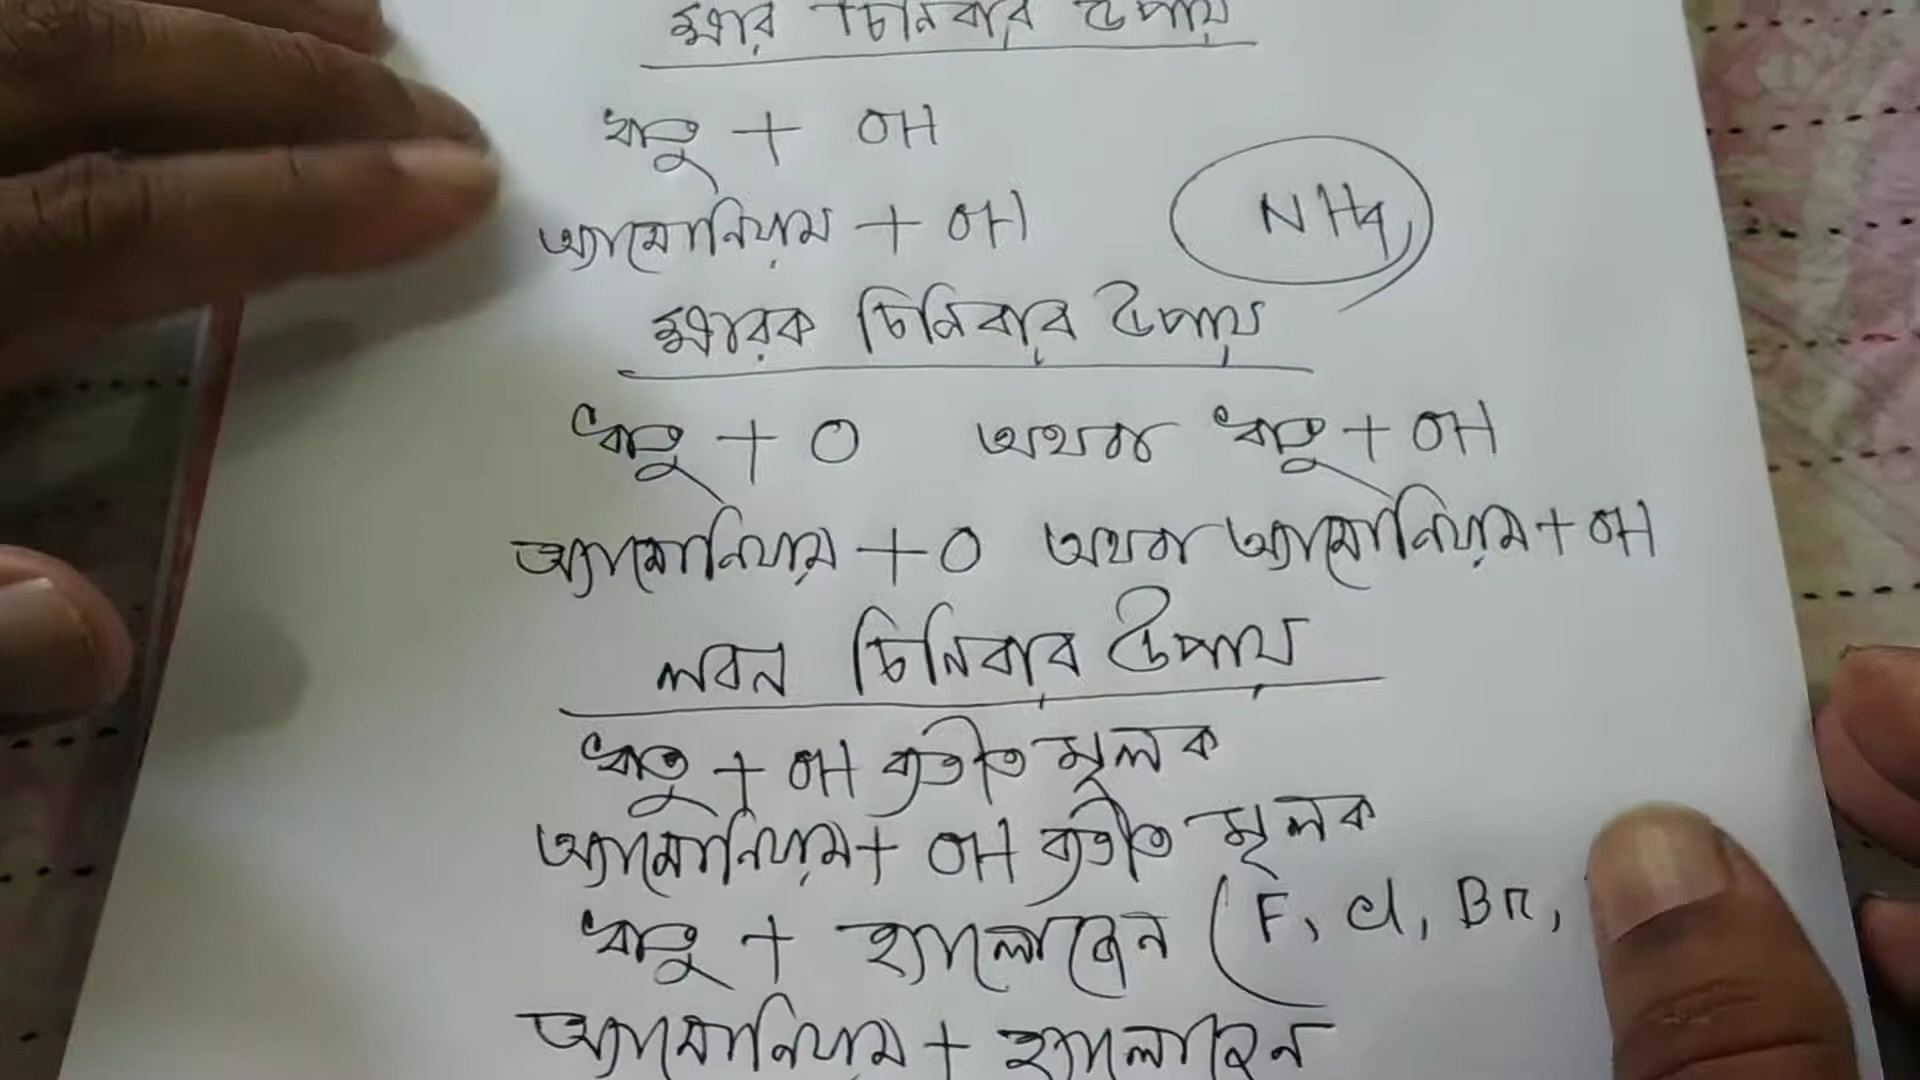 ক্ষার চিনিবার উপায়
ধাতু + OH
অ্যামোনিয়াম + OH
NH4
ক্ষারক চিনিবার উপায়
ধাতু + O অথবা ধাতু + OH
অ্যামোনিয়াম + O অথবা অ্যামোনিয়াম + OH
লবন চিনিবার উপায়
ধাতু + OH ব্যতীত মূলক
অ্যামোনিয়াম + OH ব্যতীত মূলক
ধাতু + হ্যালোজেন (F, Cl, Br,
অ্যামোনিয়াম + হ্যালোজেন